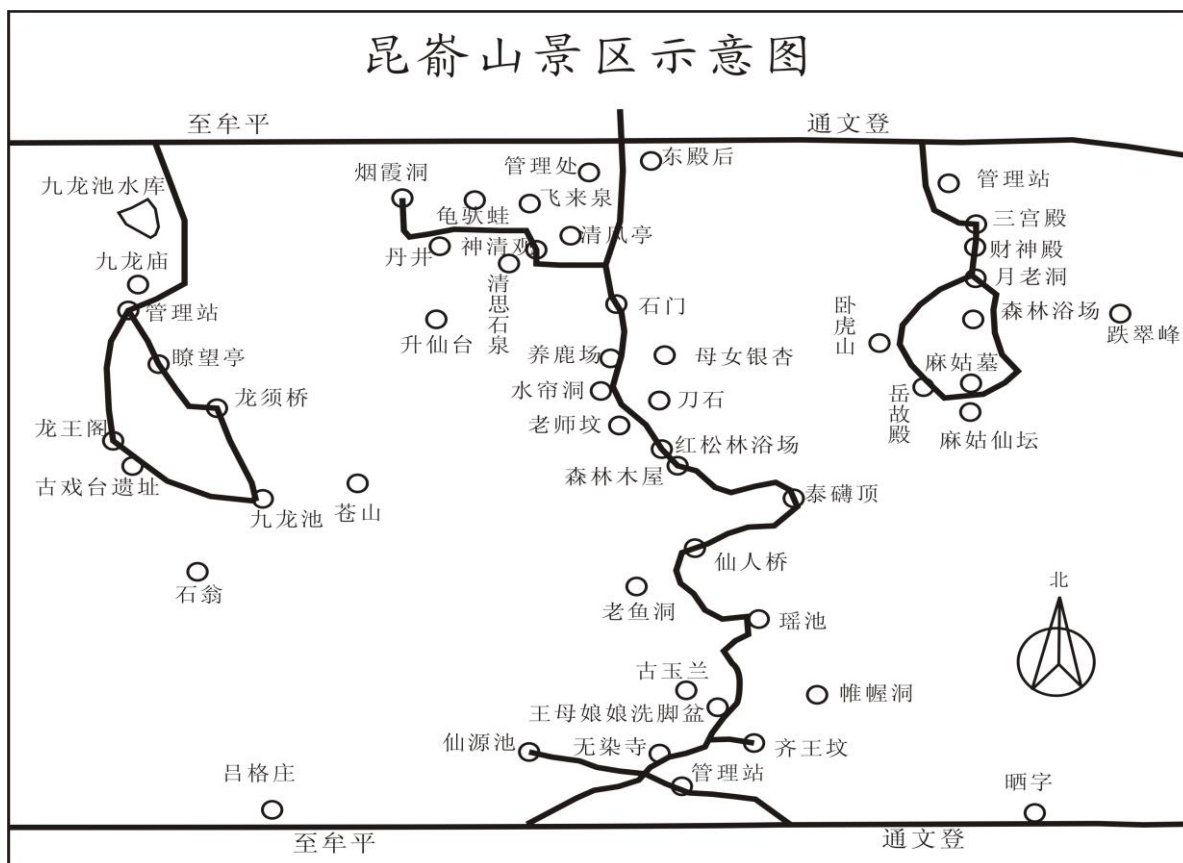 昆嵛山景区示意图
至牟平
通文登
烟霞洞
管理处
东殿后
九龙池水库
龟驮蛙
飞来泉
管理站
丹井
神清观
清风亭
三宫殿
财神殿
九龙庙
清思石泉
月老洞
管理站
石门
卧虎山
森林浴场
跌翠峰
升仙台
瞭望亭
养鹿场
母女银杏
麻姑墓
龙须桥
水帘洞
刀石
岳故殿
麻姑仙坛
龙王阁
老师坟
红松林浴场
古戏台遗址
森林木屋
九龙池
苍山
泰礴顶
仙人桥
石翁
老鱼洞
北
瑶池
古玉兰
帷幄洞
王母娘娘洗脚盆
仙源池
无染寺
齐王坟
吕格庄
管理站
晒字
至牟平
通文登